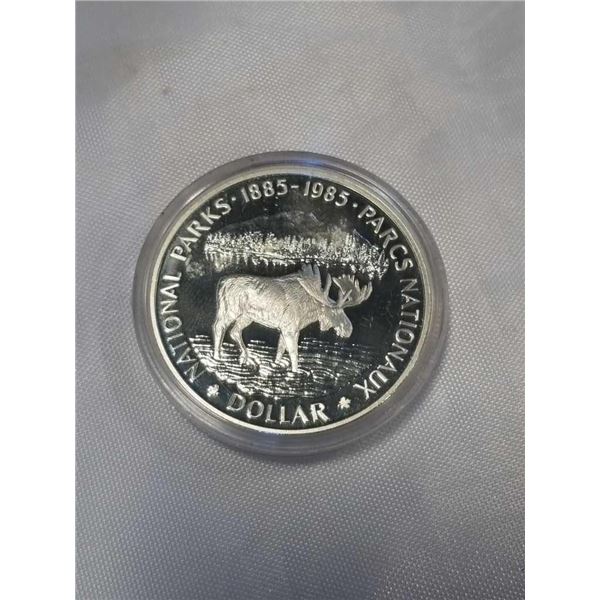 NATIONAL PARKS · 1885-1985 · PARCS NATIONAUX
DOLLAR